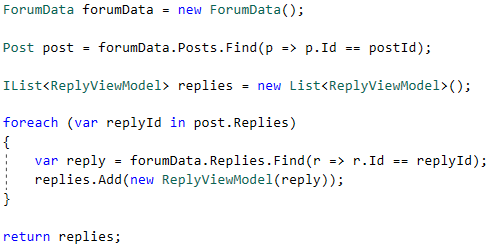 ForumData forumData = new ForumData();
Post post = forumData.Posts.Find(p => p.Id == postId);
IList<ReplyViewModel> replies = new List<ReplyViewModel>();
foreach (var replyId in post.Replies)
{
    var reply = forumData.Replies.Find(r => r.Id == replyId);
    replies.Add(new ReplyViewModel(reply));
}
return replies;